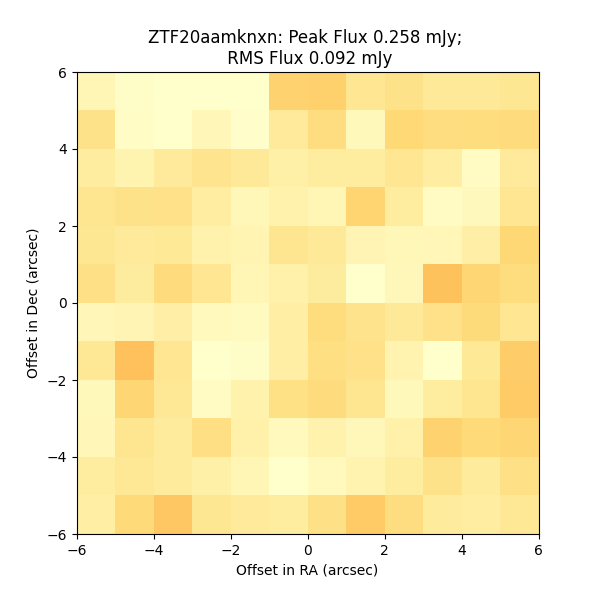 ZTF20aamknxn: Peak Flux 0.258 mJy;
RMS Flux 0.092 mJy
6
4
2
0
−2
−4
−6
Offset in Dec (arcsec)
−6 −4 −2 0 2 4 6
Offset in RA (arcsec)